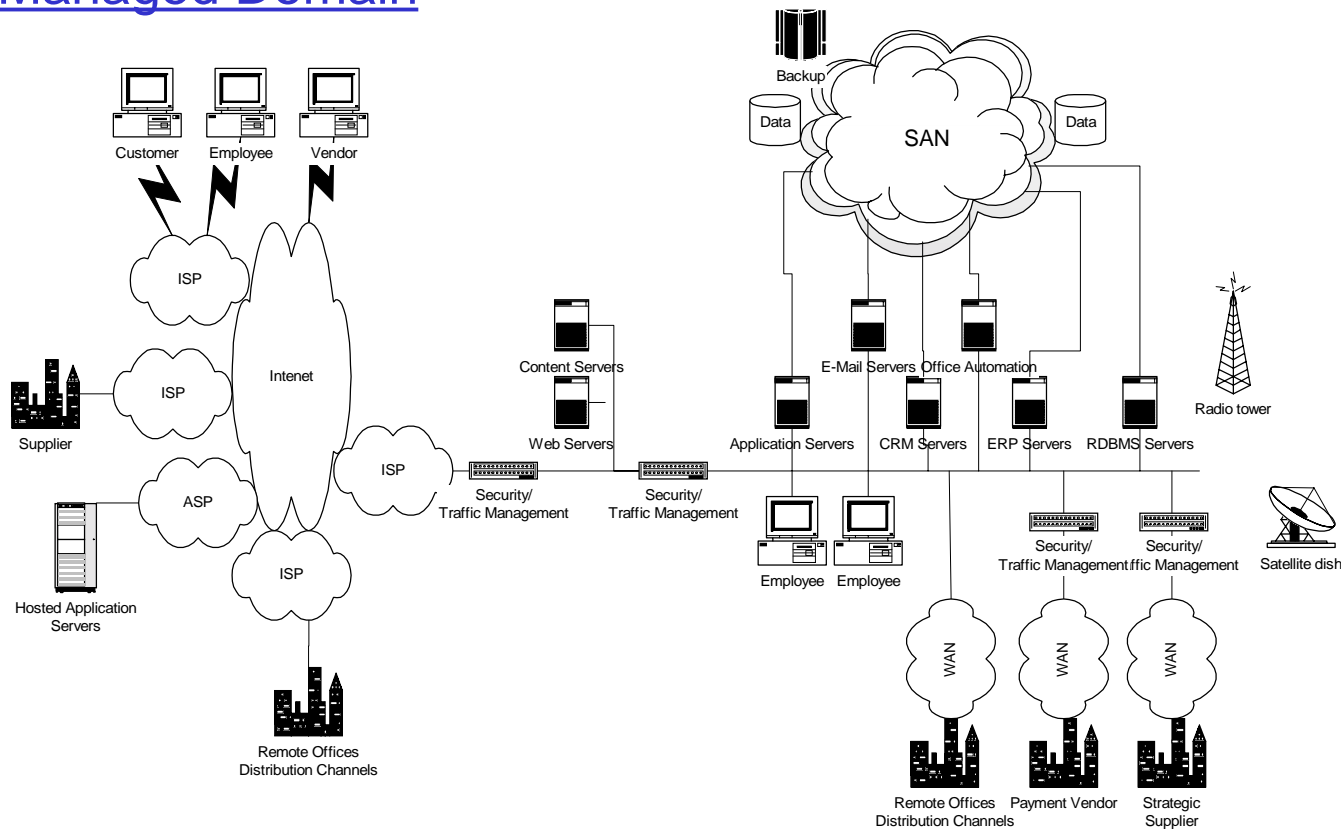 Managed Domain
Backup
Data
Data
SAN
Customer
Employee
Vendor
ISP
Intenet
ISP
Supplier
ISP
ASP
ISP
Hosted Application
Servers
Remote Offices
Distribution Channels
Content Servers
Web Servers
Security/
Traffic Management
Security/
Traffic Management
E-Mail Servers
Office Automation
Application Servers
CRM Servers
ERP Servers
RDBMS Servers
Radio tower
Employee
Employee
Security/
Traffic Management
Security/
ffic Management
Satellite dish
WAN
WAN
WAN
Remote Offices
Distribution Channels
Payment Vendor
Strategic
Supplier